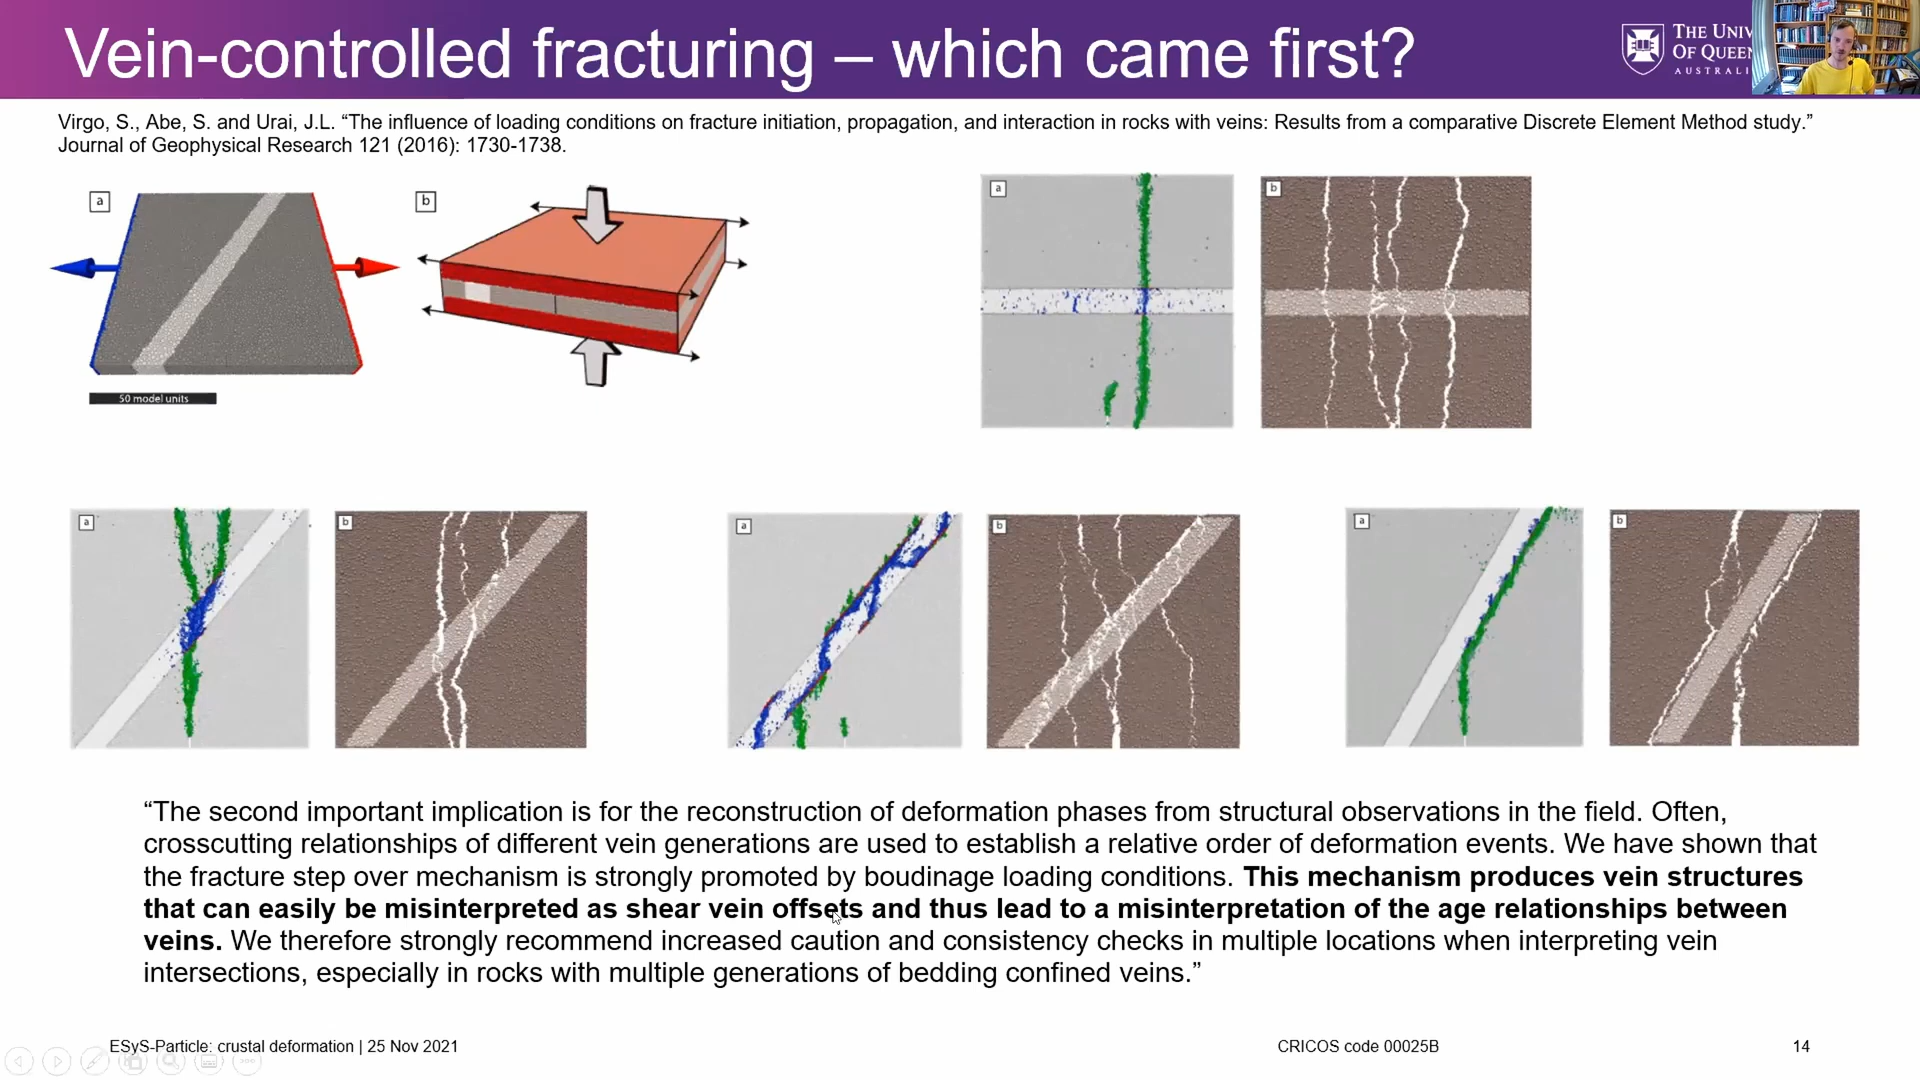 Vein-controlled fracturing – which came first?
THE UNIV
OF QUEEN
AUSTRALI
Virgo, S., Abe, S. and Urai, J.L. “The influence of loading conditions on fracture initiation, propagation, and interaction in rocks with veins: Results from a comparative Discrete Element Method study.”
Journal of Geophysical Research 121 (2016): 1730-1738.
a
b
50 model units
a
b
a
b
a
b
a
b
“The second important implication is for the reconstruction of deformation phases from structural observations in the field. Often,
crosscutting relationships of different vein generations are used to establish a relative order of deformation events. We have shown that
the fracture step over mechanism is strongly promoted by boudinage loading conditions. This mechanism produces vein structures
that can easily be misinterpreted as shear vein offsets and thus lead to a misinterpretation of the age relationships between
veins. We therefore strongly recommend increased caution and consistency checks in multiple locations when interpreting vein
intersections, especially in rocks with multiple generations of bedding confined veins.”
ESyS-Particle: crustal deformation | 25 Nov 2021
CRICOS code 00025B
14